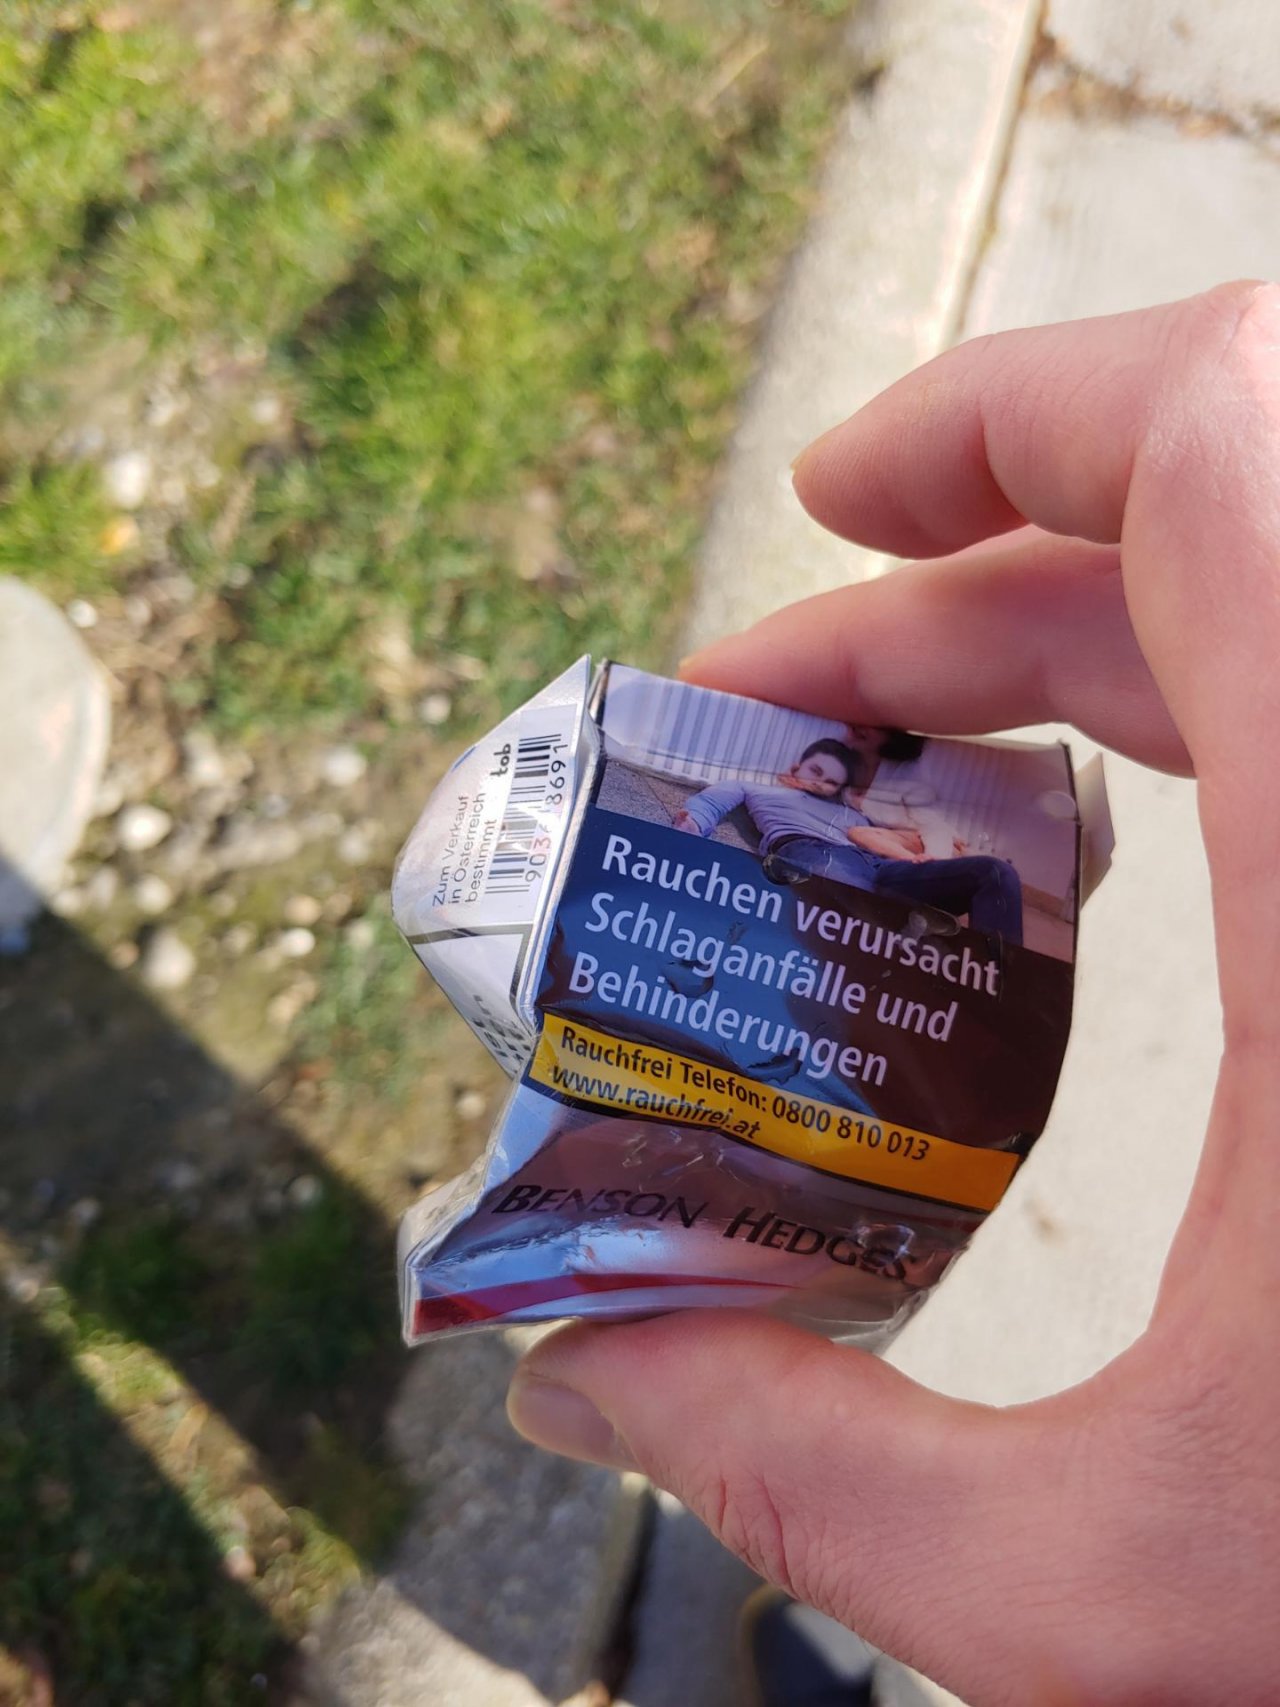 Rauchen verursacht
Schlaganfälle und
Behinderungen
Rauchfrei Telefon: 0800 810 013
www.rauchfrei.at
BENSON HEDGES
Zum Verkauf
in Österreich
bestimmt
tob